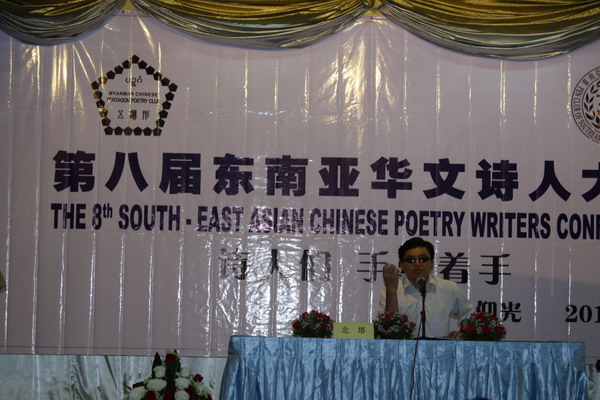 MYANMAR CHINESE
PENTAGON POETRY CLUB
五边形
第八届东南亚华文诗人大
THE 8th SOUTH - EAST ASIAN CHINESE POETRY WRITERS CONF
诗人们 手 着手
仰光 201
北塔